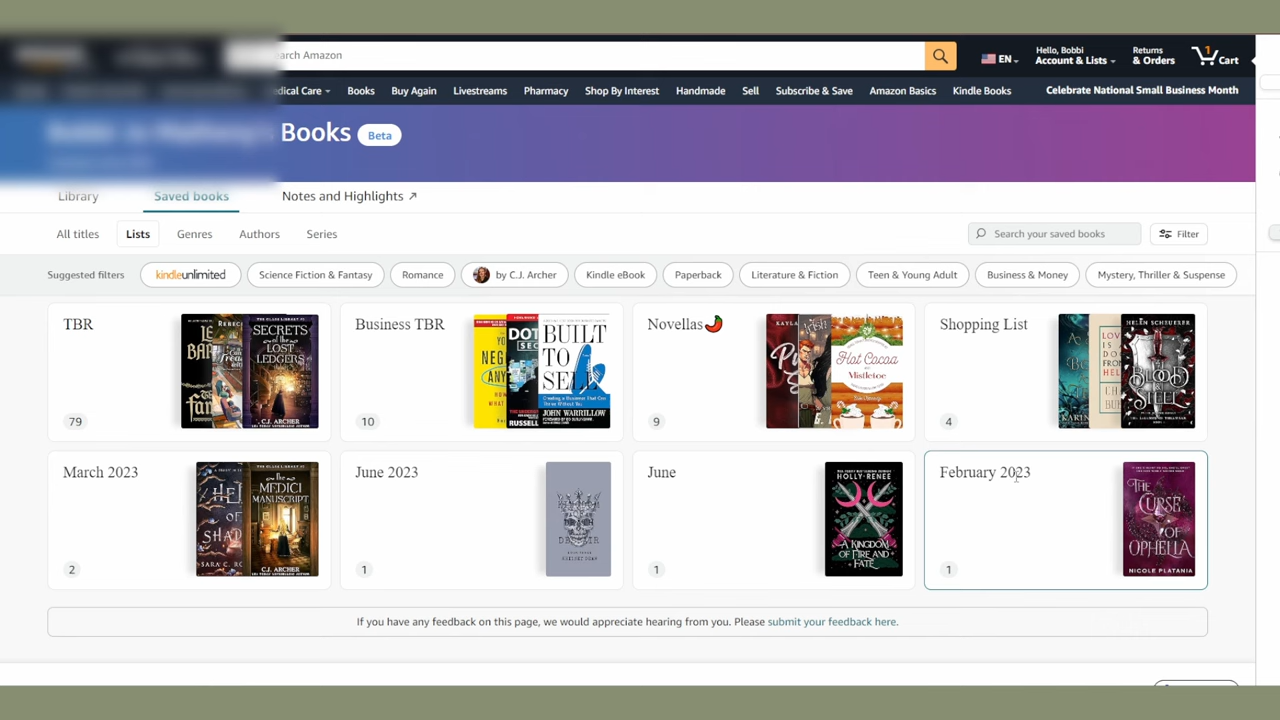 arch Amazon
EN
Hello, Bobbi
Account & Lists
Returns
& Orders
1
Cart
dical Care
Books
Buy Again
Livestreams
Pharmacy
Shop By Interest
Handmade
Sell
Subscribe & Save
Amazon Basics
Kindle Books
Celebrate National Small Business Month
Books
Beta
Library
Saved books
Notes and Highlights ↗
All titles
Lists
Genres
Authors
Series
Search your saved books
Filter
Suggested filters
kindleunlimited
Science Fiction & Fantasy
Romance
by C.J. Archer
Kindle eBook
Paperback
Literature & Fiction
Teen & Young Adult
Business & Money
Mystery, Thriller & Suspense
TBR
SECRETS
OF THE
LOST
LEDGERS
C.J. ARCHER
79
Business TBR
BUILT
TO
SELL
JOHN WARRILLOW
RUSSELL
10
Novellas🌶️
Hot Cocoa
Mistletoe
9
Shopping List
HELEN SCHEUERER
BLOOD
& STEEL
4
March 2023
THE
MEDICI
MANUSCRIPT
C.J. ARCHER
2
June 2023
1
June
HOLLY RENEE
A KINGDOM
OF FIRE AND
FATE
1
February 2023
THE
CURSE
OF
OPHELIA
NICOLE PLATANIA
1
If you have any feedback on this page, we would appreciate hearing from you. Please submit your feedback here.